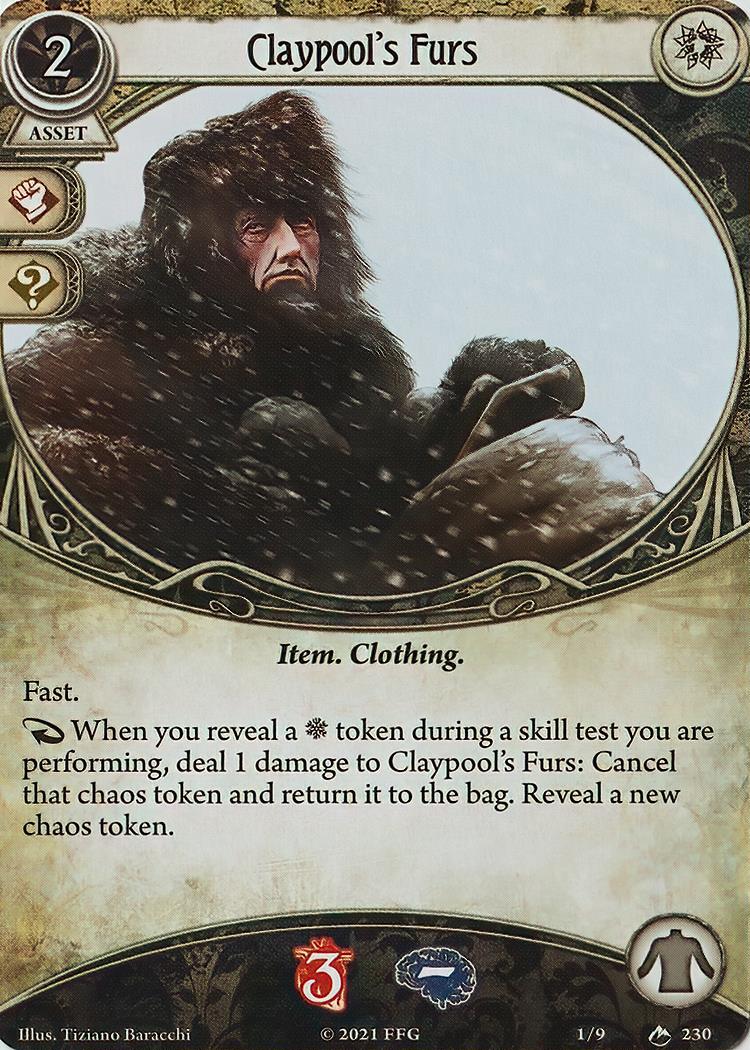 2
Claypool's Furs
ASSET
?
Item. Clothing.
Fast.
When you reveal a token during a skill test you are
performing, deal 1 damage to Claypool's Furs: Cancel
that chaos token and return it to the bag. Reveal a new
chaos token.
3
-
Illus. Tiziano Baracchi
© 2021 FFG
1/9
230